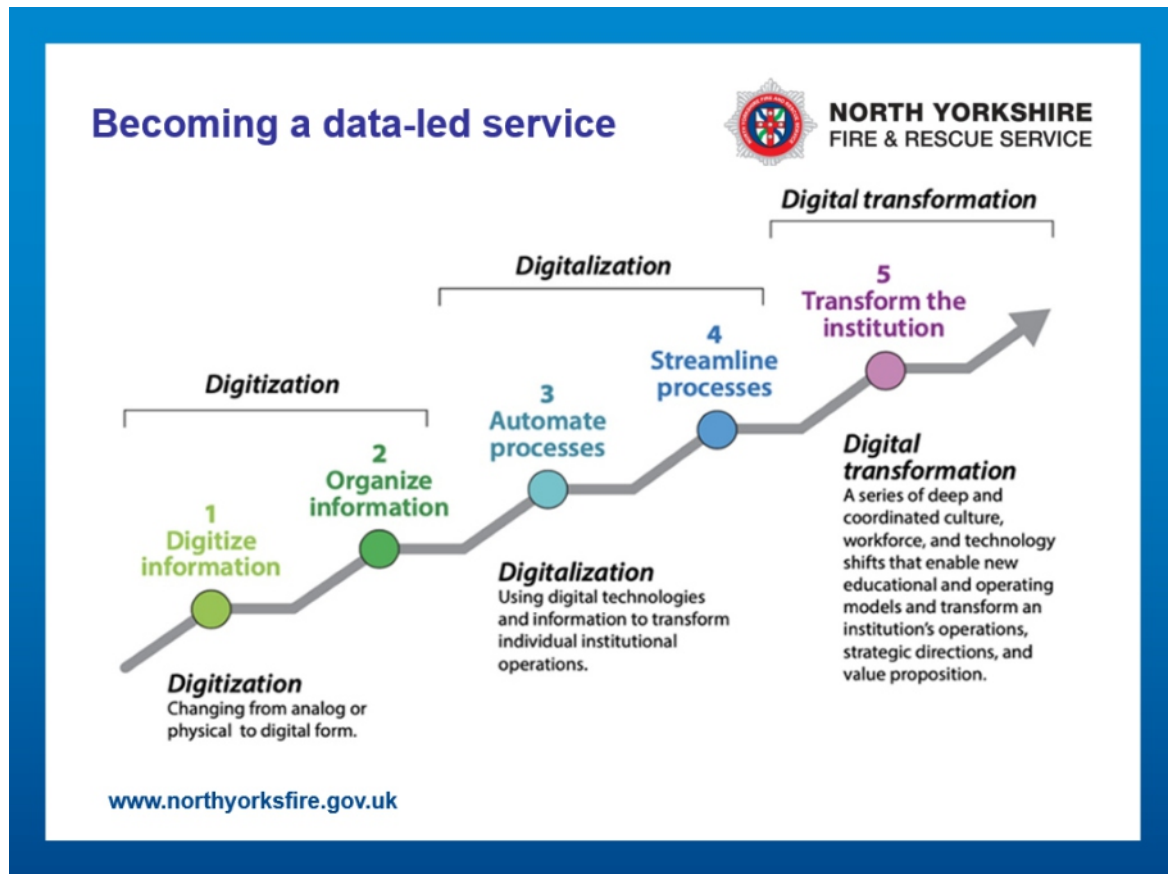 Becoming a data-led service
NORTH YORKSHIRE
FIRE & RESCUE SERVICE
Digital transformation
Digitalization
5
Transform the
institution
4
Streamline
processes
Digitization
3
Automate
processes
2
Organize
information
1
Digitize
information
Digitization
Changing from analog or
physical to digital form.
Digitalization
Using digital technologies
and information to transform
individual institutional
operations.
Digital
transformation
A series of deep and
coordinated culture,
workforce, and technology
shifts that enable new
educational and operating
models and transform an
institution's operations,
strategic directions, and
value proposition.
www.northyorksfire.gov.uk